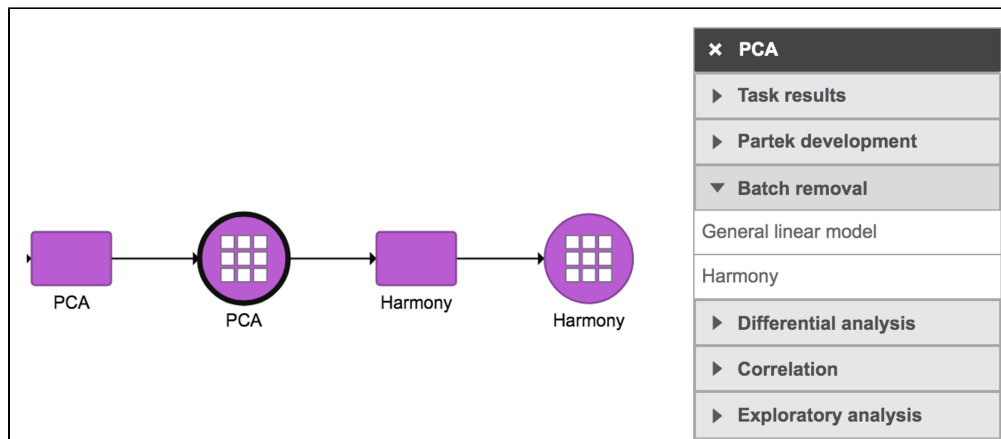 PCA
PCA
Harmony
Harmony
× PCA
Task results
Partek development
Batch removal
General linear model
Harmony
Differential analysis
Correlation
Exploratory analysis